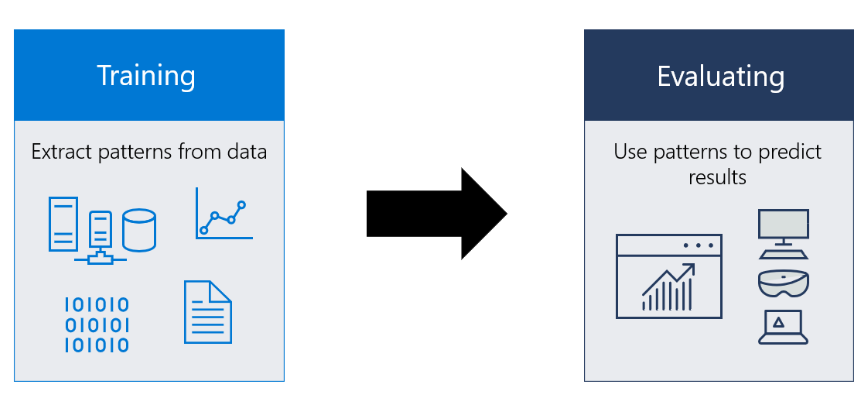 Training
Extract patterns from data
101010
010101
101010
Evaluating
Use patterns to predict
results